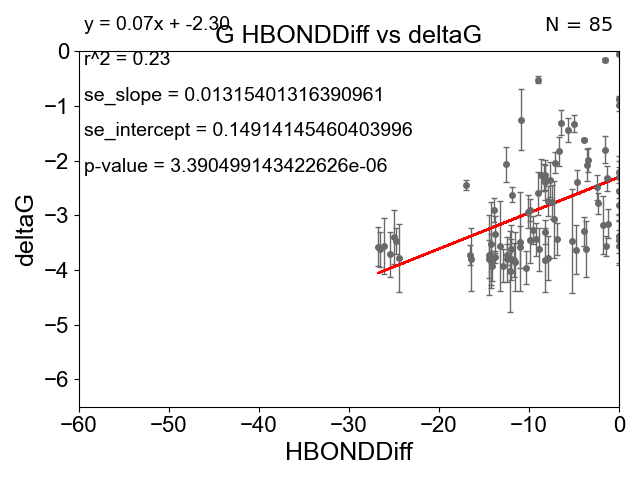 y = 0.07x + -2.30
N = 85
G HBONDDiff vs deltaG
r^2 = 0.23
se_slope = 0.01315401316390961
se_intercept = 0.14914145460403996
p-value = 3.390499143422626e-06
0
−1
−2
−3
−4
−5
−6
deltaG
−60 −50 −40 −30 −20 −10 0
HBONDDiff